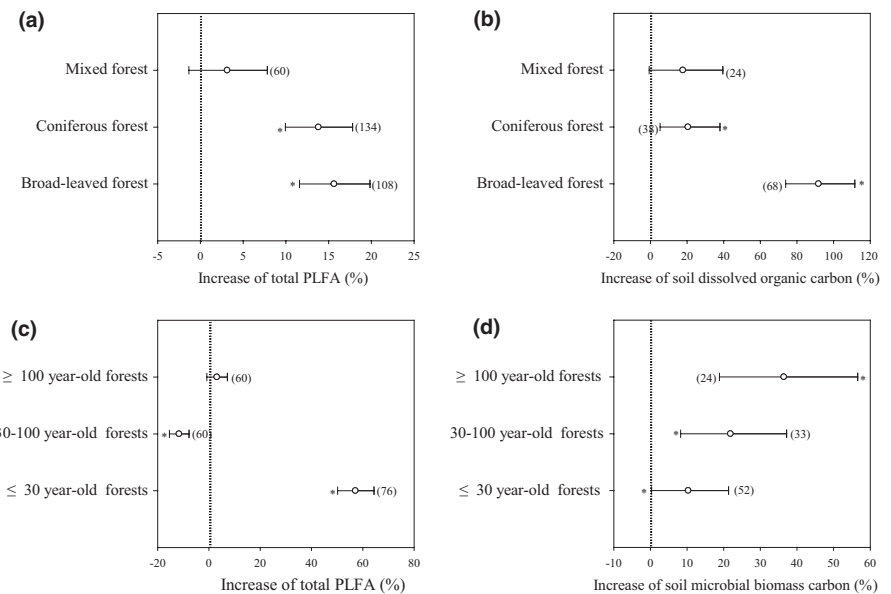 (a)
Mixed forest
(60)
Coniferous forest
* (134)
Broad-leaved forest
* (108)
-5 0 5 10 15 20 25
Increase of total PLFA (%)
(b)
Mixed forest
(24)
Coniferous forest
(38) *
Broad-leaved forest
(68) *
-20 0 20 40 60 80 100 120
Increase of soil dissolved organic carbon (%)
(c)
≥ 100 year-old forests
(60)
30-100 year-old forests
* (60)
≤ 30 year-old forests
* (76)
-20 0 20 40 60 80
Increase of total PLFA (%)
(d)
≥ 100 year-old forests
(24) *
30-100 year-old forests
* (33)
≤ 30 year-old forests
* (52)
-10 0 10 20 30 40 50 60
Increase of soil microbial biomass carbon (%)